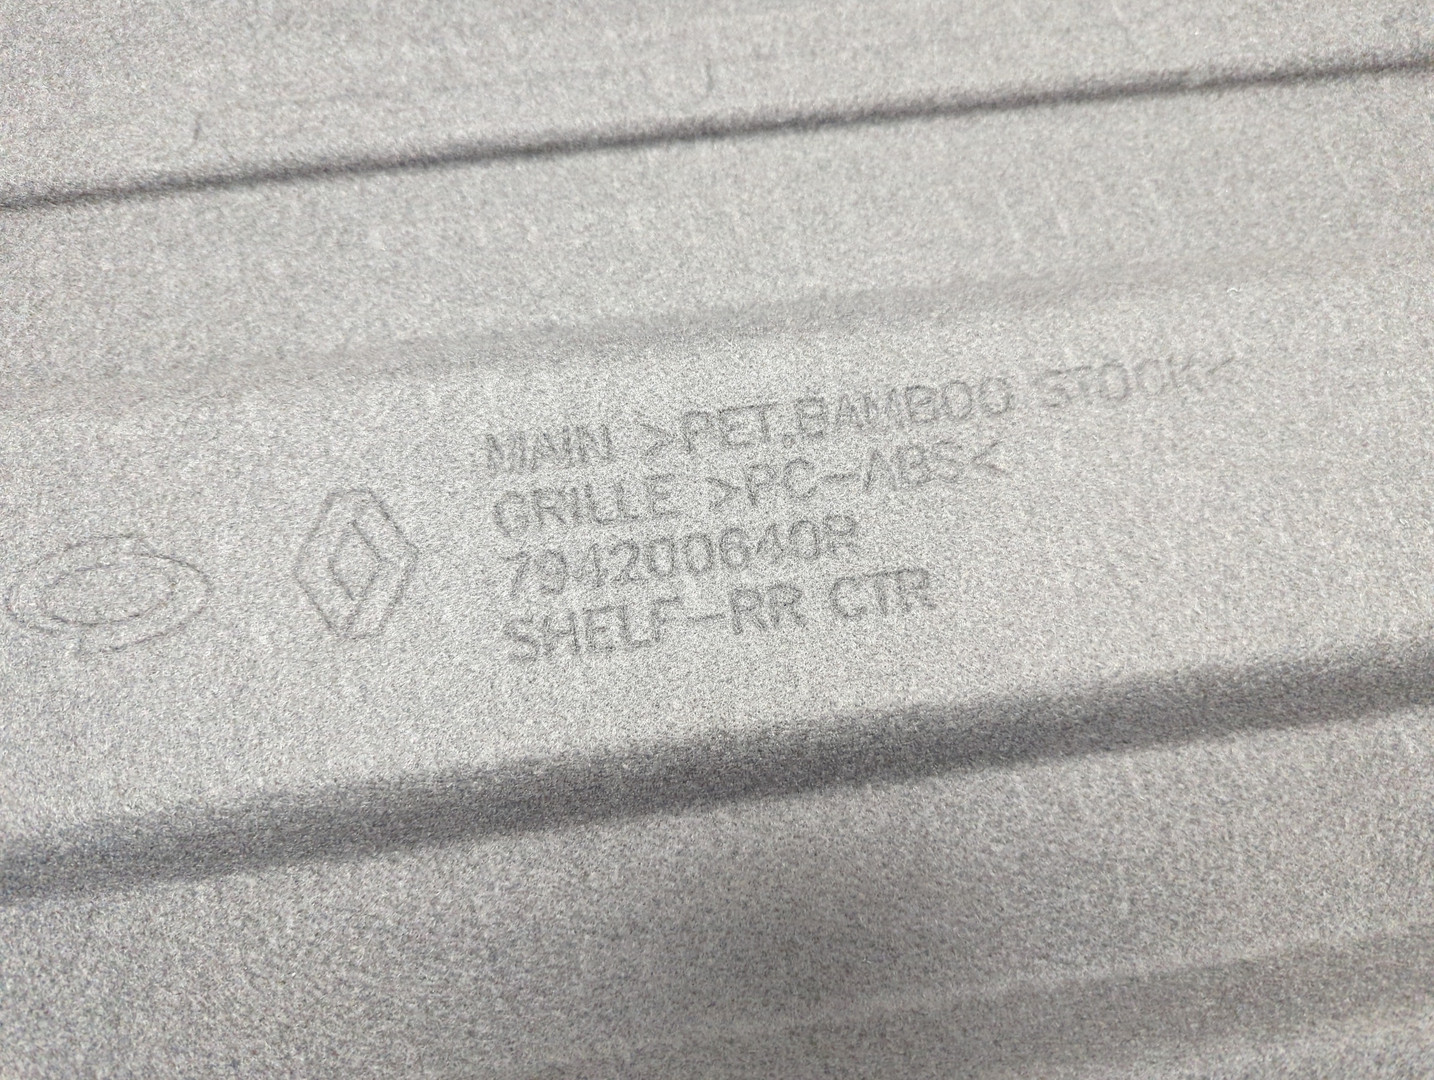 MAIN >PET,BAMBOO STOCK<
GRILLE >PC-ABS<
794200640R
SHELF-RR CTR